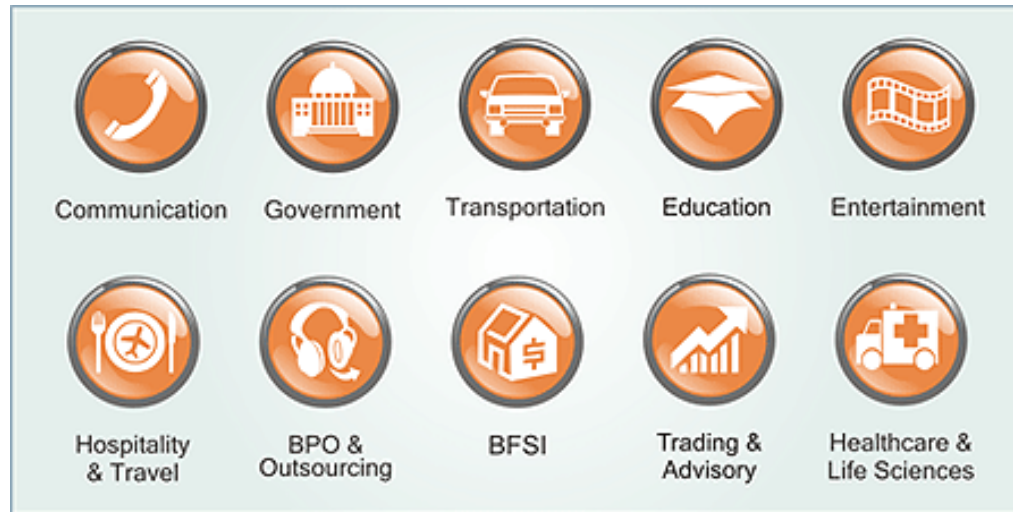 Communication
Government
Transportation
Education
Entertainment
Hospitality
& Travel
BPO &
Outsourcing
BFSI
Trading &
Advisory
Healthcare &
Life Sciences